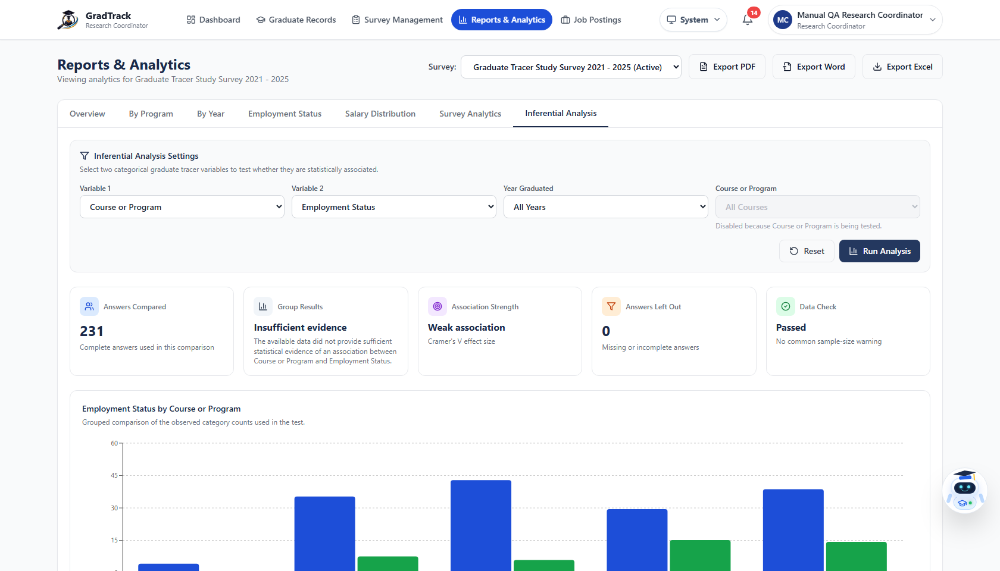 GradTrack
Research Coordinator
Dashboard
Graduate Records
Survey Management
Reports & Analytics
Job Postings
System
14
MC
Manual QA Research Coordinator
Research Coordinator
Reports & Analytics
Viewing analytics for Graduate Tracer Study Survey 2021 - 2025
Survey:
Graduate Tracer Study Survey 2021 - 2025 (Active)
Export PDF
Export Word
Export Excel
Overview
By Program
By Year
Employment Status
Salary Distribution
Survey Analytics
Inferential Analysis
Inferential Analysis Settings
Select two categorical graduate tracer variables to test whether they are statistically associated.
Variable 1
Course or Program
Variable 2
Employment Status
Year Graduated
All Years
Course or Program
All Courses
Disabled because Course or Program is being tested.
Reset
Run Analysis
Answers Compared
231
Complete answers used in this comparison
Group Results
Insufficient evidence
The available data did not provide sufficient
statistical evidence of an association between
Course or Program and Employment Status.
Association Strength
Weak association
Cramer's V effect size
Answers Left Out
0
Missing or incomplete answers
Data Check
Passed
No common sample-size warning
Employment Status by Course or Program
Grouped comparison of the observed category counts used in the test.
60
45
30
15